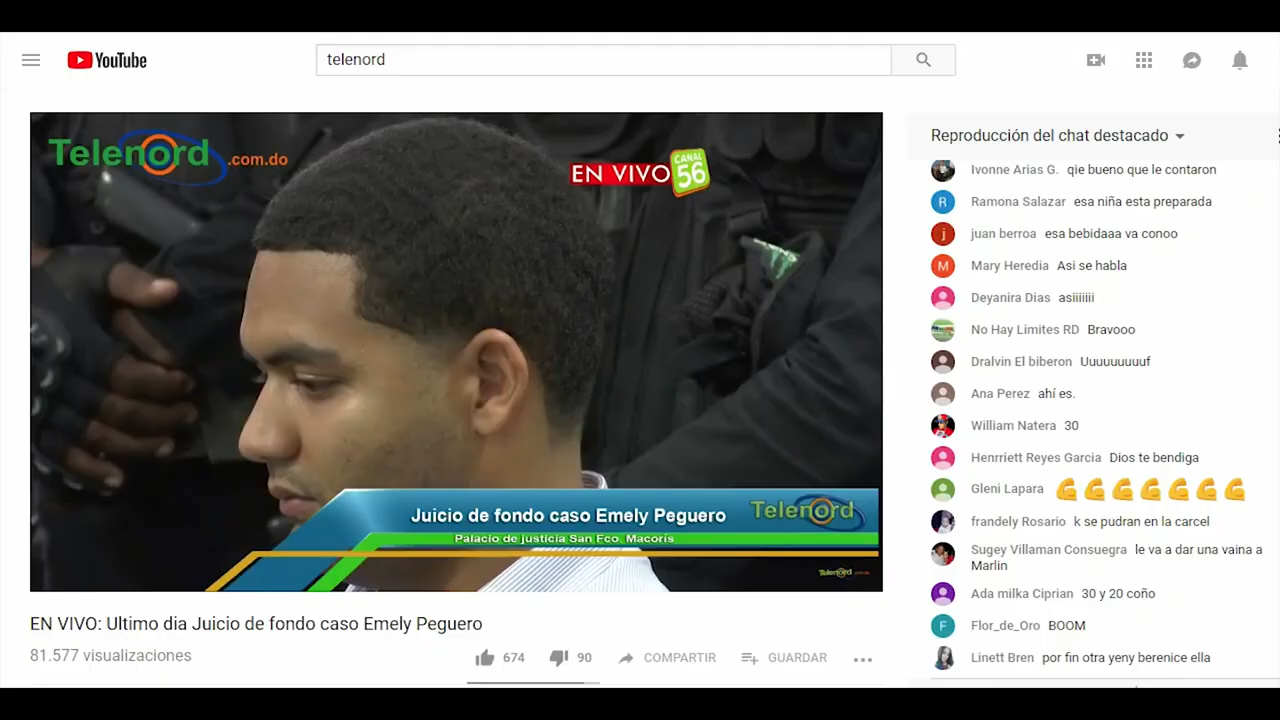 YouTube
telenord
Telenord.com.do
EN VIVO
CANAL
56
Juicio de fondo caso Emely Peguero
Telenord
Palacio de justicia San Fco. Macoris
Telenord
EN VIVO: Ultimo dia Juicio de fondo caso Emely Peguero
81.577 visualizaciones
674
90
COMPARTIR
GUARDAR
Reproducción del chat destacado
Ivonne Arias G. qie bueno que le contaron
Ramona Salazar esa niña esta preparada
juan berroa esa bebidaaa va conoo
Mary Heredia Asi se habla
Deyanira Dias asiiiiiii
No Hay Limites RD Bravooo
Dralvin El biberon Uuuuuuuuf
Ana Perez ahí es.
William Natera 30
Henrriett Reyes Garcia Dios te bendiga
Gleni Lapara 💪💪💪💪💪💪💪
frandely Rosario k se pudran en la carcel
Sugey Villaman Consuegra le va a dar una vaina a
Marlin
Ada milka Ciprian 30 y 20 coño
Flor_de_Oro BOOM
Linett Bren por fin otra yeny berenice ella